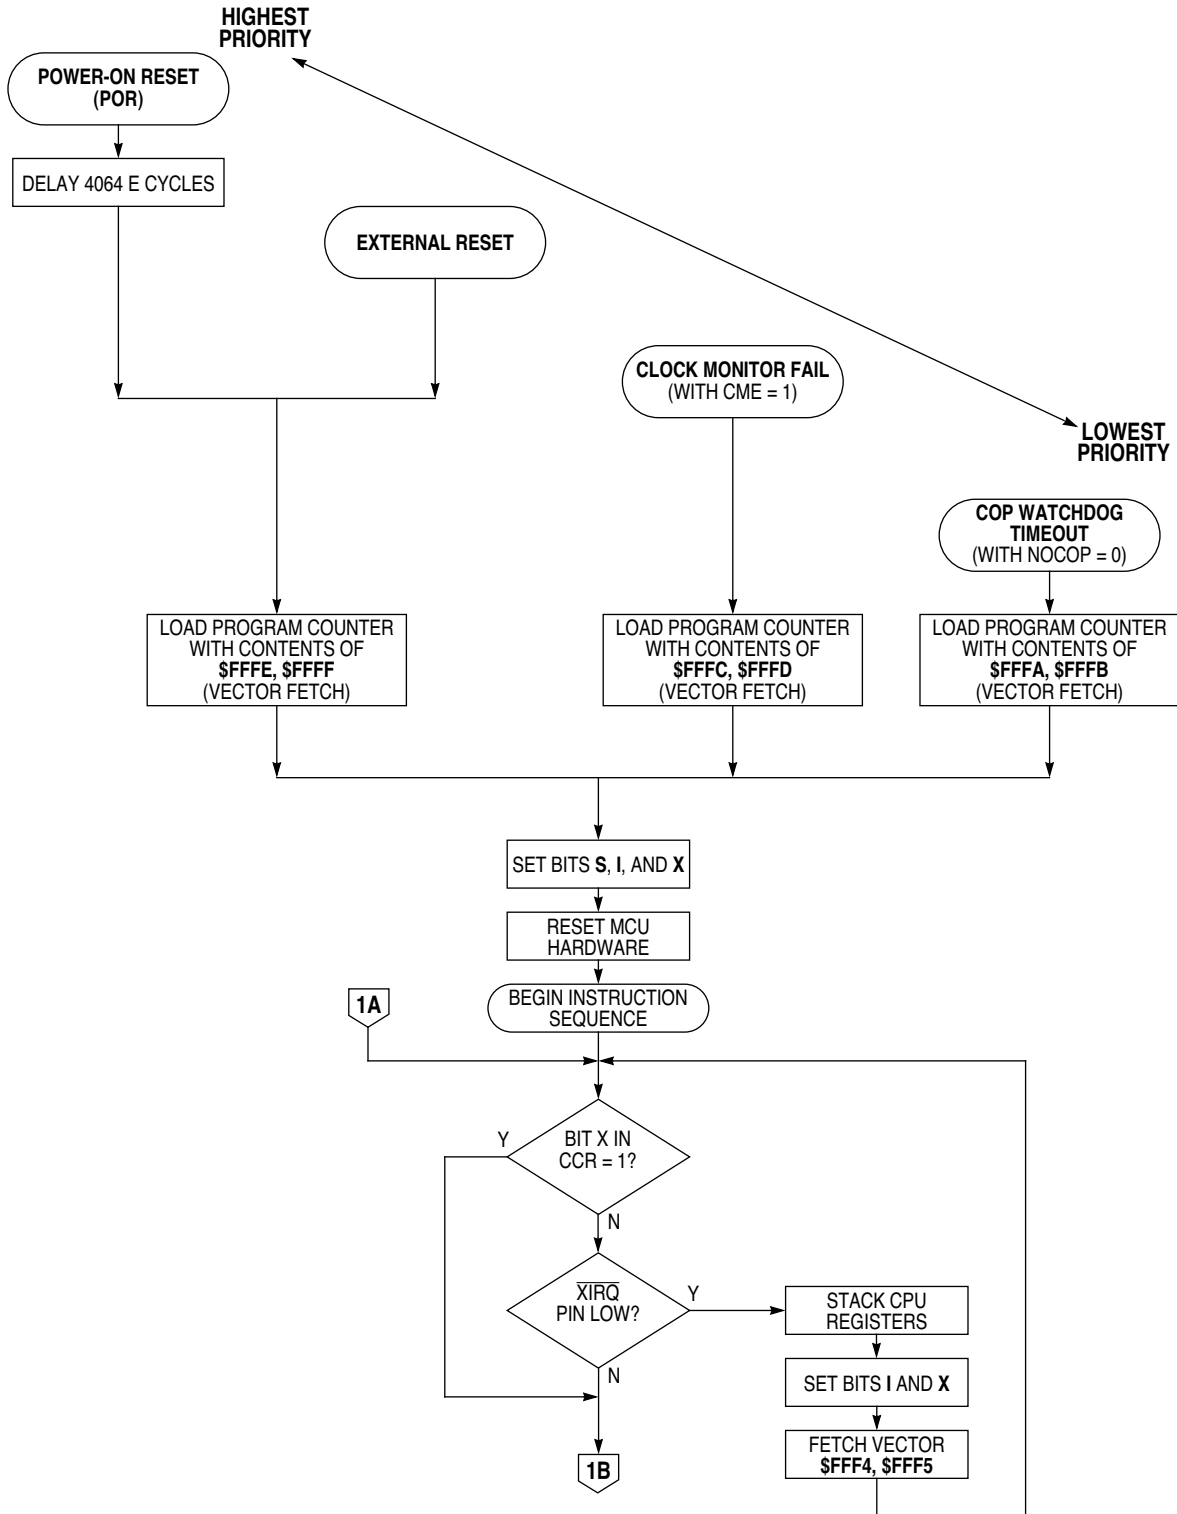 HIGHEST
PRIORITY
POWER-ON RESET
(POR)
DELAY 4064 E CYCLES
EXTERNAL RESET
CLOCK MONITOR FAIL
(WITH CME = 1)
LOWEST
PRIORITY
COP WATCHDOG
TIMEOUT
(WITH NOCOP = 0)
LOAD PROGRAM COUNTER
WITH CONTENTS OF
$FFFE, $FFFF
(VECTOR FETCH)
LOAD PROGRAM COUNTER
WITH CONTENTS OF
$FFFC, $FFFD
(VECTOR FETCH)
LOAD PROGRAM COUNTER
WITH CONTENTS OF
$FFFA, $FFFB
(VECTOR FETCH)
SET BITS S, I, AND X
RESET MCU
HARDWARE
BEGIN INSTRUCTION
SEQUENCE
1A
BIT X IN
CCR = 1?
Y
N
XIRQ
PIN LOW?
Y
N
STACK CPU
REGISTERS
SET BITS I AND X
FETCH VECTOR
$FFF4, $FFF5
1B